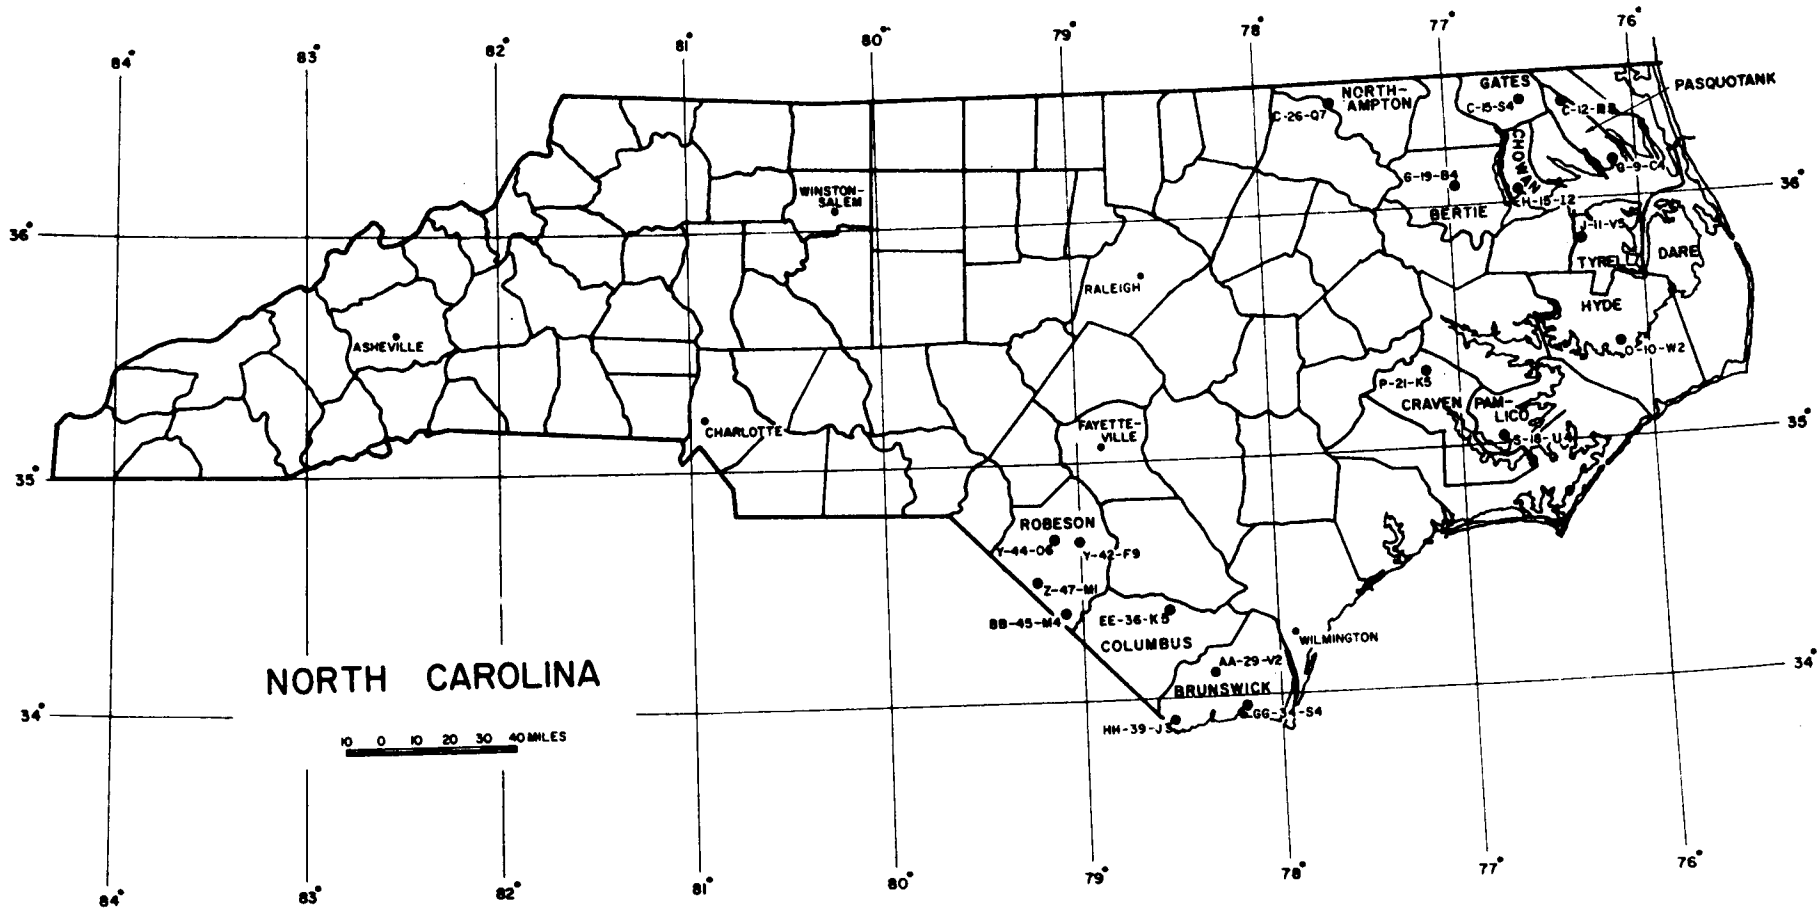 84°
83°
82°
81°
80°
79°
78°
77°
76°
PASQUOTANK
GATES
NORTH-
AMPTON
C-15-S4
C-26-Q7
CHOWAN
B-9-C4
G-19-B4
36°
WINSTON-
SALEM
H-15-I2
BERTIE
J-11-V5
36°
DARE
TYREL
RALEIGH
HYDE
ASHEVILLE
O-10-W2
P-21-K5
CRAVEN
PAM-
LICO
35°
CHARLOTTE
FAYETTE-
VILLE
S-18-U4
35°
ROBESON
Y-44-O6
Y-42-F9
Z-47-M1
BB-45-M4
EE-36-K5
COLUMBUS
WILMINGTON
AA-29-V2
34°
NORTH CAROLINA
BRUNSWICK
GG-34-S4
34°
HH-39-J3
10 0 10 20 30 40 MILES
84°
83°
82°
81°
80°
79°
78°
77°
76°